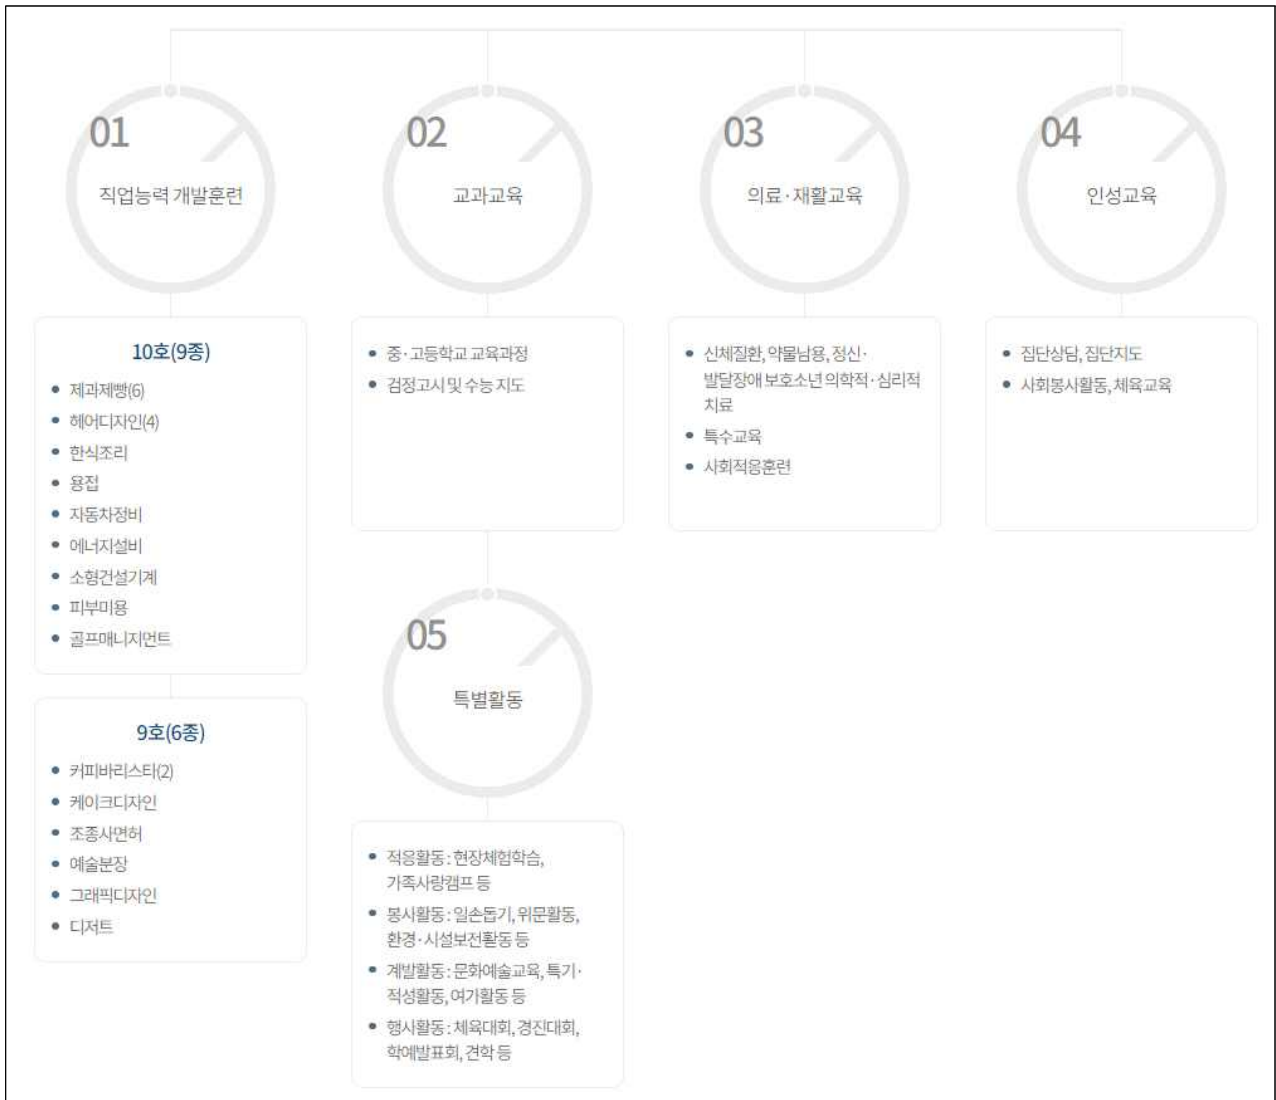 01
직업능력 개발훈련
10호(9종)
제과제빵(6)
헤어디자인(4)
한식조리
용접
자동차정비
에너지설비
소형건설기계
피부미용
골프매니지먼트
9호(6종)
커피바리스타(2)
케이크디자인
조종사면허
예술분장
그래픽디자인
디저트
02
교과교육
중·고등학교 교육과정
검정고시 및 수능 지도
03
의료·재활교육
신체질환, 약물남용, 정신·
발달장애 보호소년 의학적·심리적
치료
특수교육
사회적응훈련
04
인성교육
집단상담, 집단지도
사회봉사활동, 체육교육
05
특별활동
적응활동 : 현장체험학습,
가족사랑캠프 등
봉사활동 : 일손돕기, 위문활동,
환경·시설보전활동 등
계발활동 : 문화예술교육, 특기·
적성활동, 여가활동 등
행사활동 : 체육대회, 경진대회,
학예발표회, 견학 등